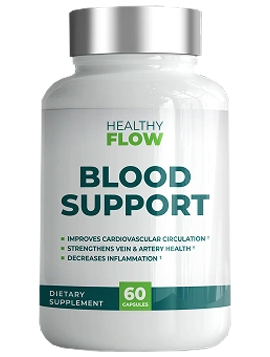 HEALTHY
FLOW
BLOOD
SUPPORT
IMPROVES CARDIOVASCULAR CIRCULATION
STRENGTHENS VEIN & ARTERY HEALTH
DECREASES INFLAMMATION
DIETARY
SUPPLEMENT
60
CAPSULES